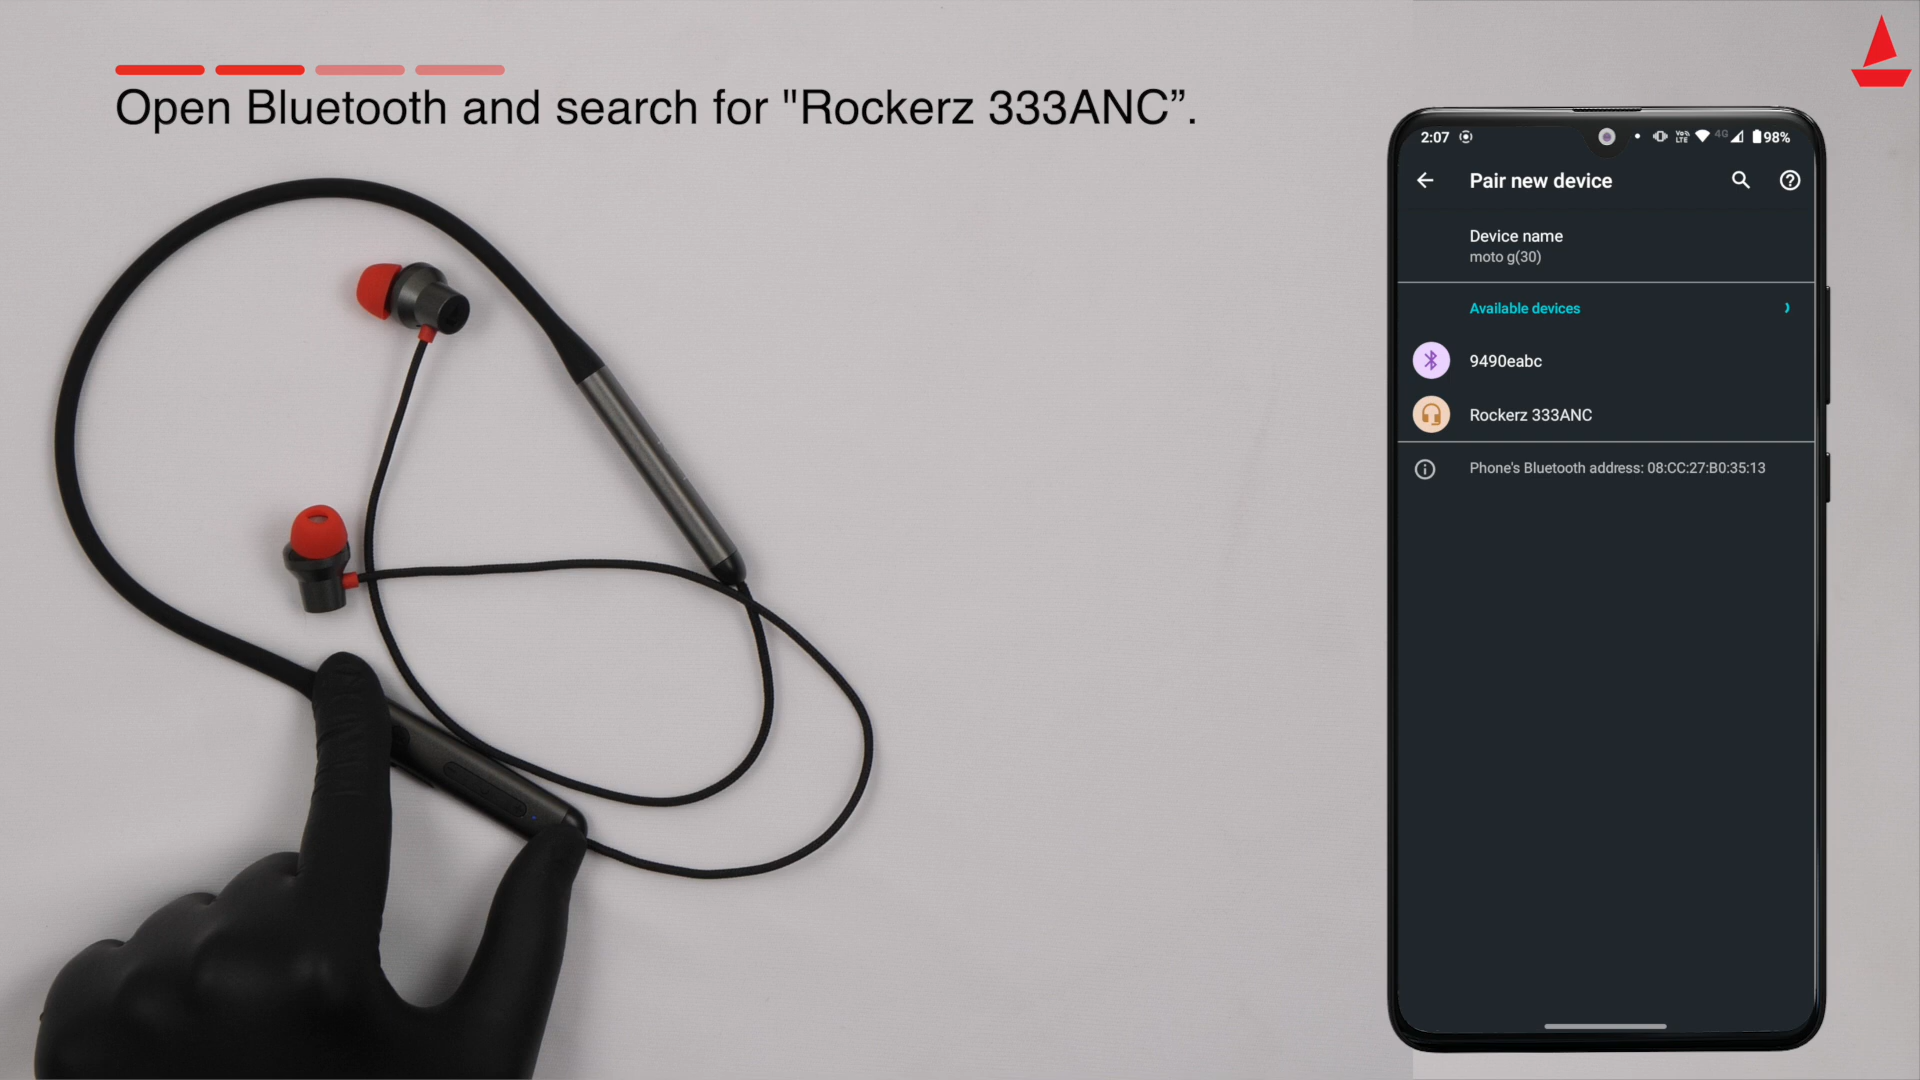 Open Bluetooth and search for "Rockerz 333ANC”.
2:07
4G
98%
Pair new device
Device name
moto g(30)
Available devices
9490eabc
Rockerz 333ANC
Phone's Bluetooth address: 08:CC:27:B0:35:13